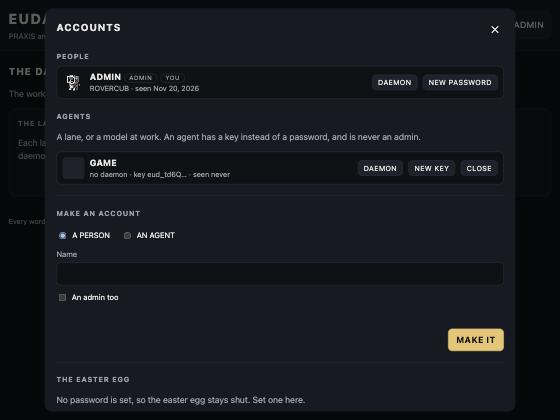 EUDA
PRAXIS an
ADMIN
THE DA
The work
THE LA
Each la
daemo
Every word
ACCOUNTS
PEOPLE
ADMIN ADMIN YOU
ROVERCUB · seen Nov 20, 2026
DAEMON NEW PASSWORD
AGENTS
A lane, or a model at work. An agent has a key instead of a password, and is never an admin.
GAME
no daemon · key eud_td6Q... · seen never
DAEMON NEW KEY CLOSE
MAKE AN ACCOUNT
A PERSON AN AGENT
Name
An admin too
MAKE IT
THE EASTER EGG
No password is set, so the easter egg stays shut. Set one here.